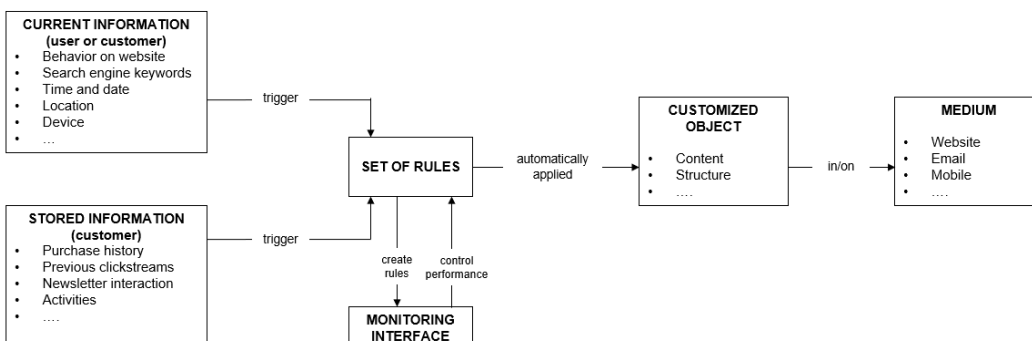 CURRENT INFORMATION
(user or customer)
• Behavior on website
• Search engine keywords
• Time and date
• Location
• Device
• ...
trigger
STORED INFORMATION
(customer)
• Purchase history
• Previous clickstreams
• Newsletter interaction
• Activities
• ....
trigger
SET OF RULES
create
rules
control
performance
MONITORING
INTERFACE
automatically
applied
CUSTOMIZED
OBJECT
• Content
• Structure
• ....
in/on
MEDIUM
• Website
• Email
• Mobile
• ....